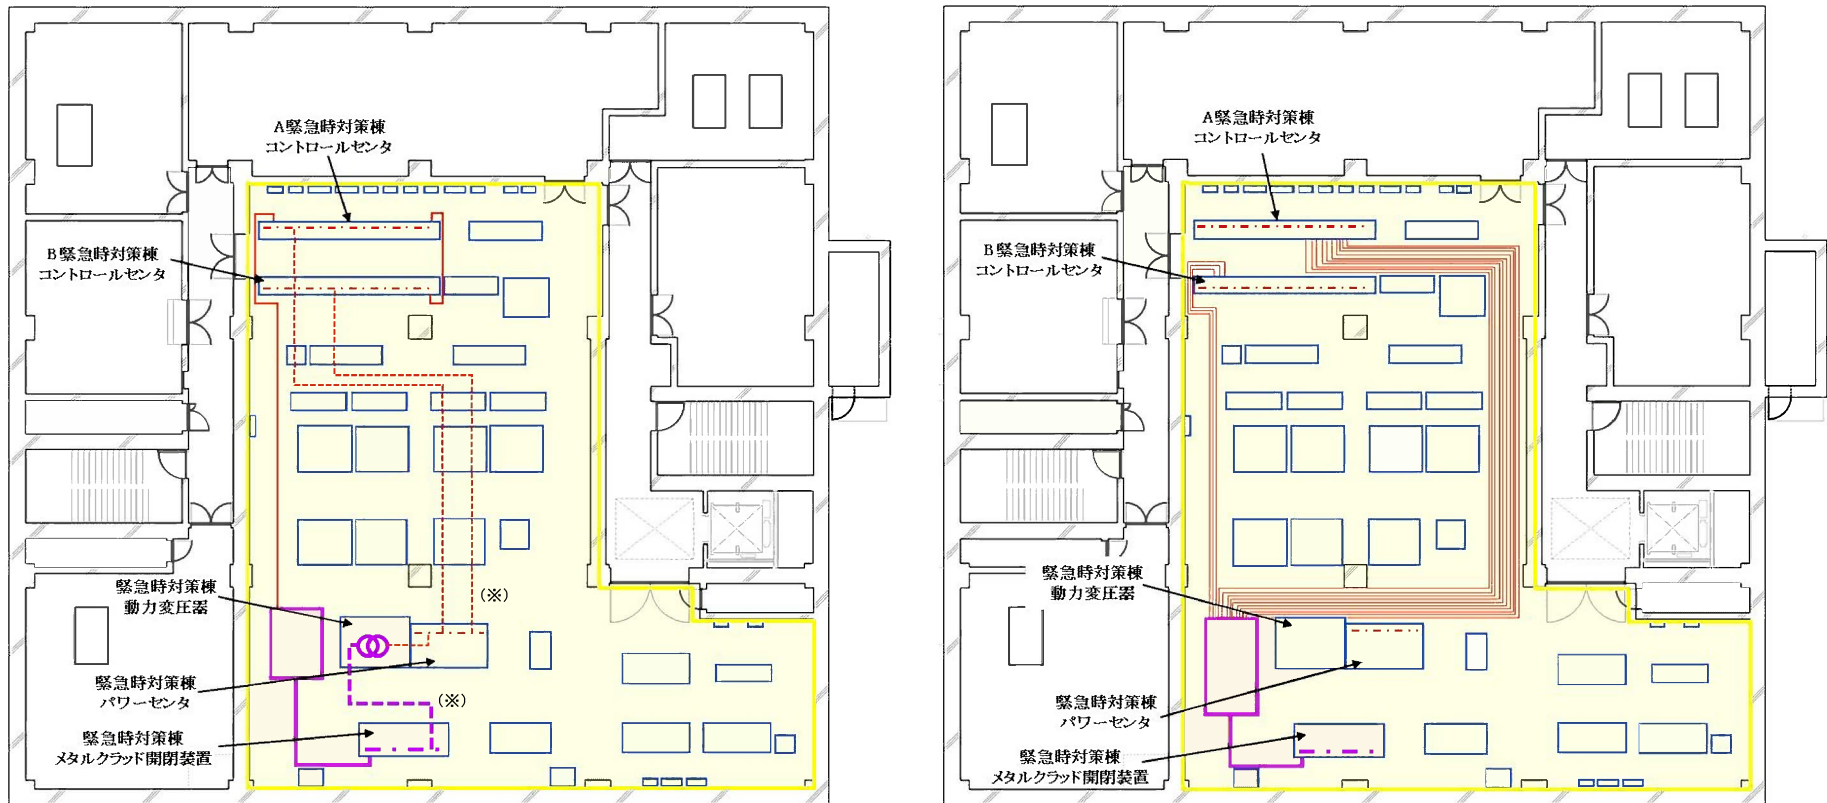 A緊急時対策棟
コントロールセンタ
B緊急時対策棟
コントロールセンタ
緊急時対策棟
動力変圧器
(※)
緊急時対策棟
パワーセンタ
(※)
緊急時対策棟
メタルクラッド開閉装置
A緊急時対策棟
コントロールセンタ
B緊急時対策棟
コントロールセンタ
緊急時対策棟
動力変圧器
緊急時対策棟
パワーセンタ
緊急時対策棟
メタルクラッド開閉装置